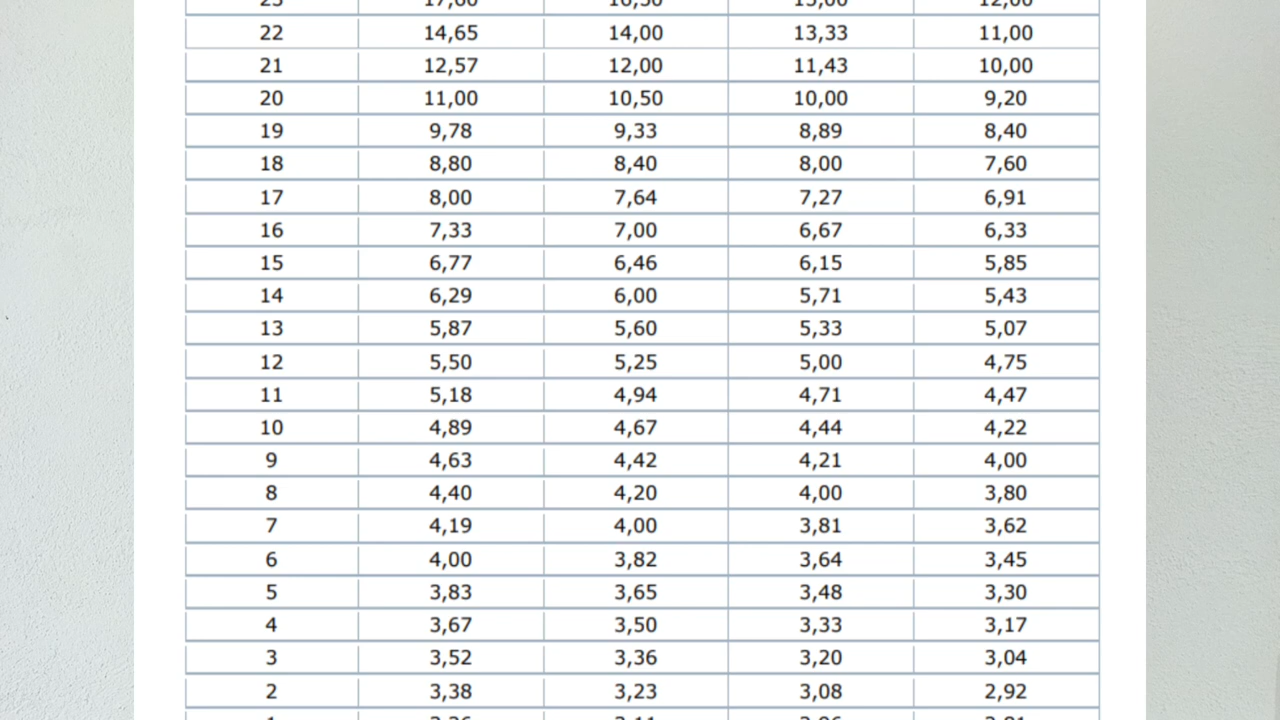 22 14,65 14,00 13,33 11,00
21 12,57 12,00 11,43 10,00
20 11,00 10,50 10,00 9,20
19 9,78 9,33 8,89 8,40
18 8,80 8,40 8,00 7,60
17 8,00 7,64 7,27 6,91
16 7,33 7,00 6,67 6,33
15 6,77 6,46 6,15 5,85
14 6,29 6,00 5,71 5,43
13 5,87 5,60 5,33 5,07
12 5,50 5,25 5,00 4,75
11 5,18 4,94 4,71 4,47
10 4,89 4,67 4,44 4,22
9 4,63 4,42 4,21 4,00
8 4,40 4,20 4,00 3,80
7 4,19 4,00 3,81 3,62
6 4,00 3,82 3,64 3,45
5 3,83 3,65 3,48 3,30
4 3,67 3,50 3,33 3,17
3 3,52 3,36 3,20 3,04
2 3,38 3,23 3,08 2,92